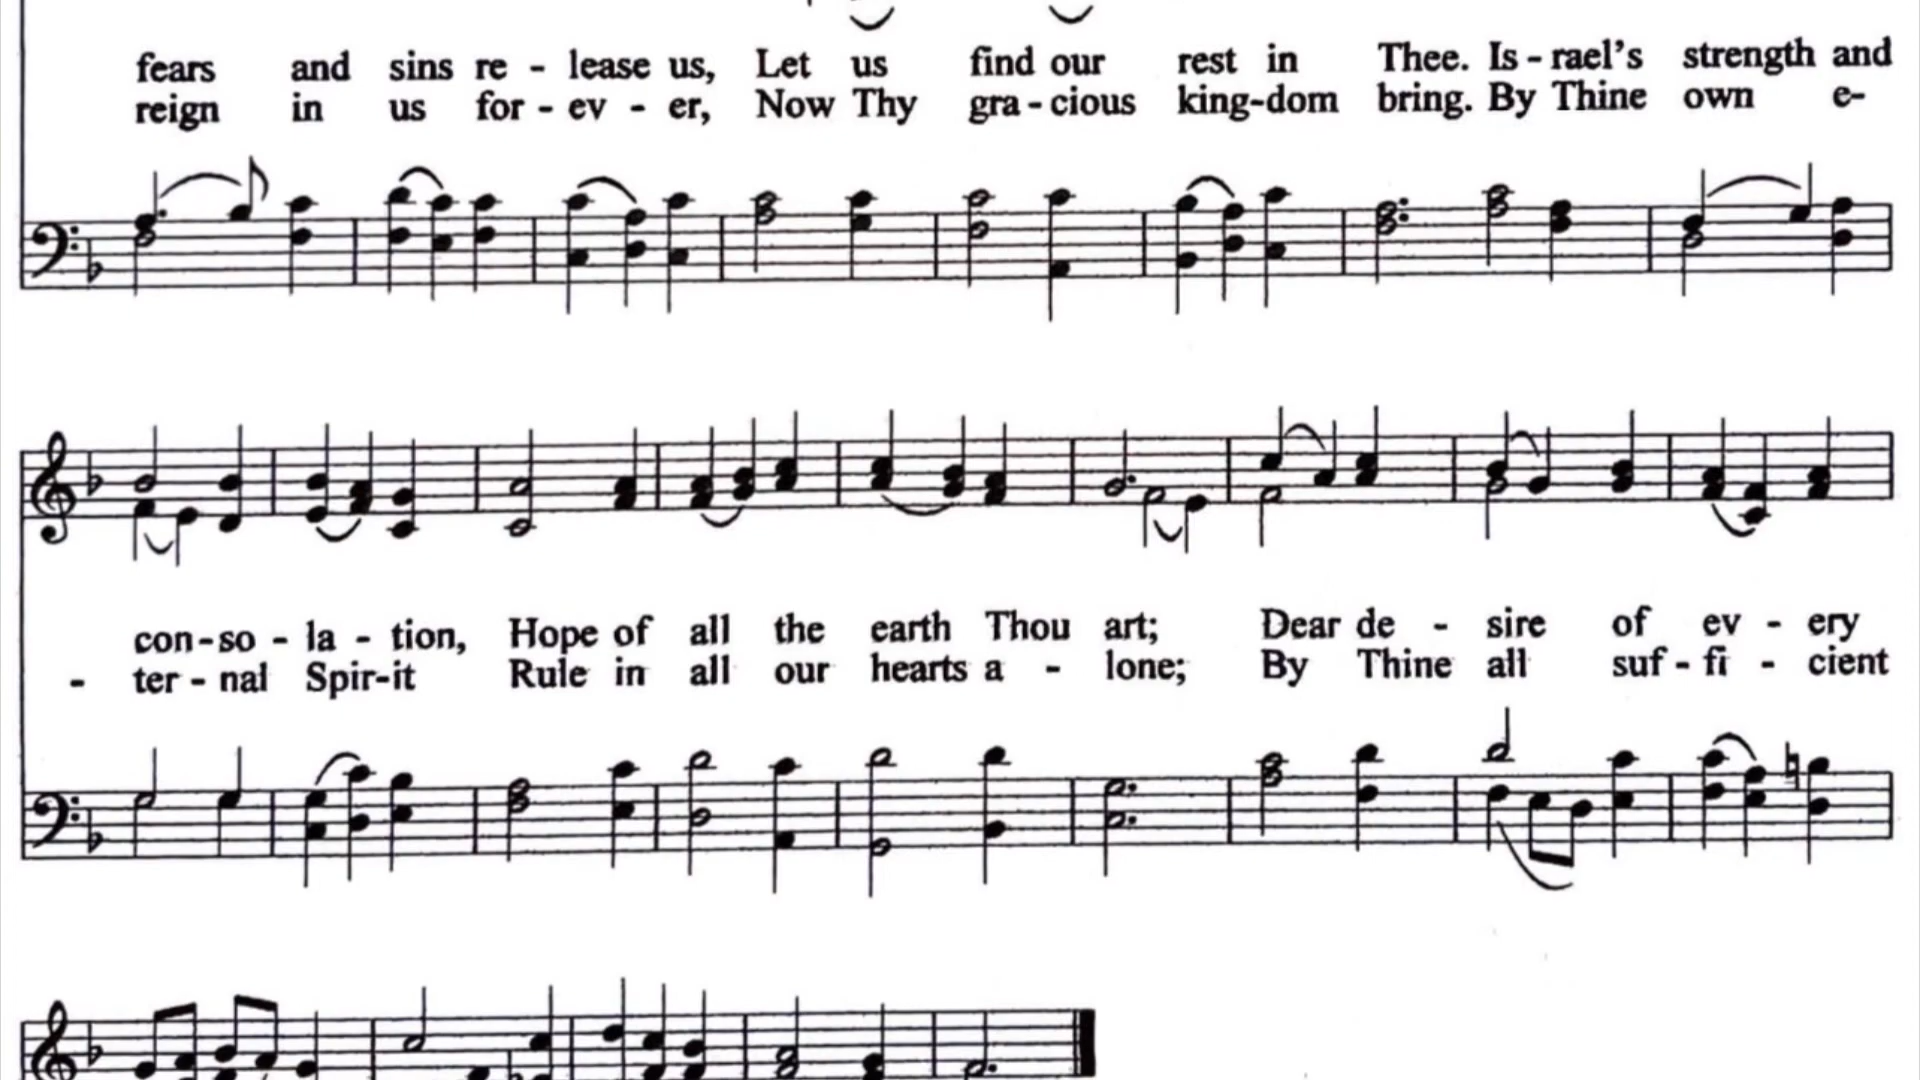 fears and sins re - lease us, Let us find our rest in Thee. Is - rael's strength and
reign in us for - ev - er, Now Thy gra - cious king-dom bring. By Thine own e-
con - so - la - tion, Hope of all the earth Thou art; Dear de - sire of ev - ery
- ter - nal Spir-it Rule in all our hearts a - lone; By Thine all suf - fi - cient